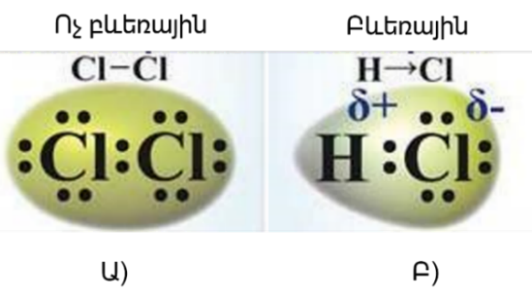 Ոչ բևեռային
Բևեռային
Cl–Cl
H→Cl
δ+ δ-
:Cl:Cl:
H :Cl:
Ա)
Բ)